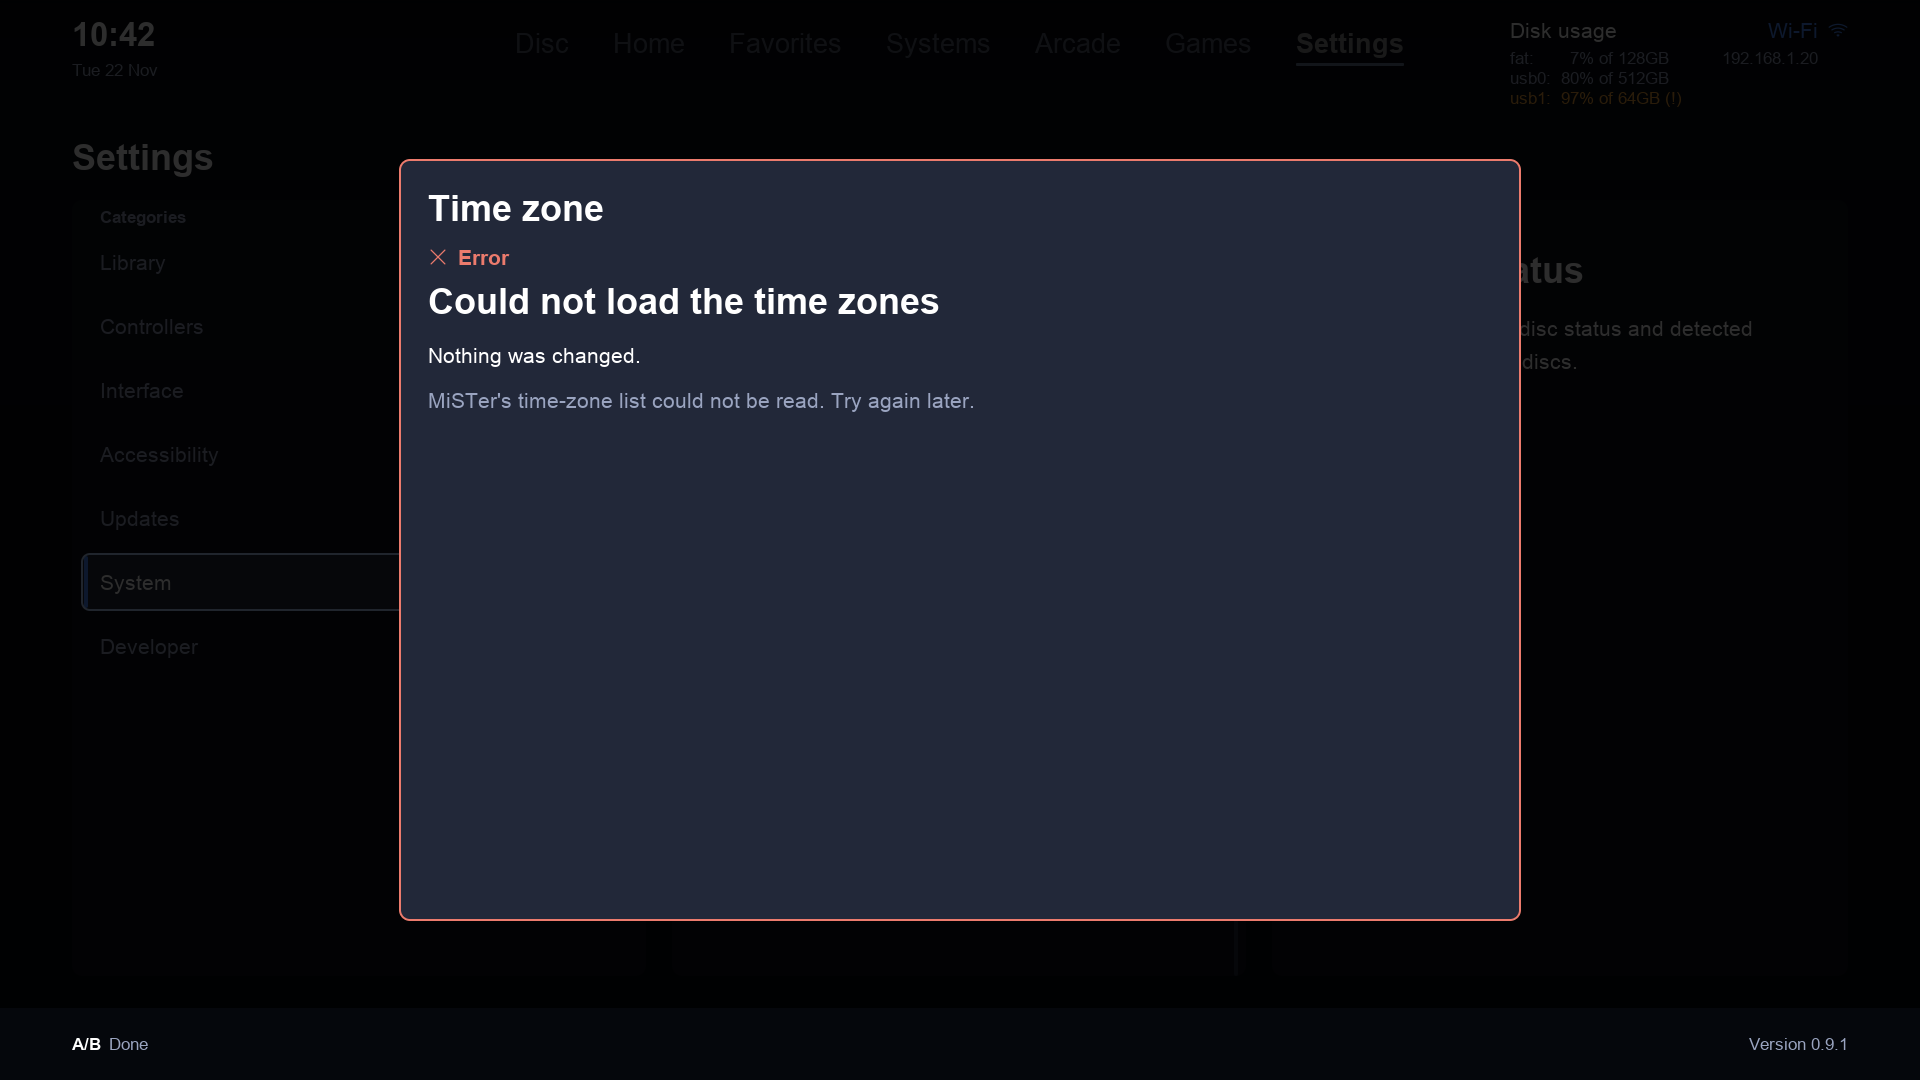 10:42
Tue 22 Nov
Disc Home Favorites Systems Arcade Games Settings
Disk usage
fat: 7% of 128GB
usb0: 80% of 512GB
usb1: 97% of 64GB (!)
Wi-Fi
192.168.1.20
Settings
Categories
Library
Controllers
Interface
Accessibility
Updates
System
Developer
Time zone
Error
Could not load the time zones
Nothing was changed.
MiSTer's time-zone list could not be read. Try again later.
atus
disc status and detected
discs.
A/B Done
Version 0.9.1